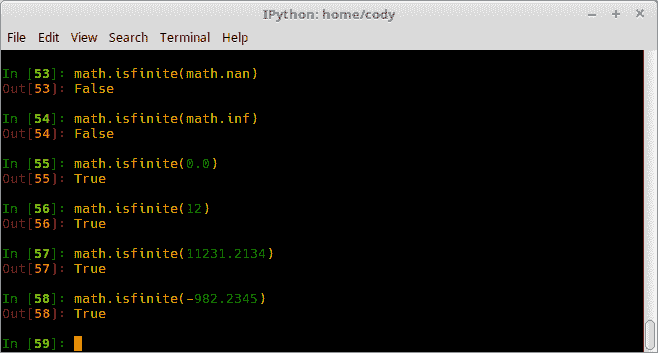 IPython: home/cody
File Edit View Search Terminal Help
In [53]: math.isfinite(math.nan)
Out[53]: False
In [54]: math.isfinite(math.inf)
Out[54]: False
In [55]: math.isfinite(0.0)
Out[55]: True
In [56]: math.isfinite(12)
Out[56]: True
In [57]: math.isfinite(11231.2134)
Out[57]: True
In [58]: math.isfinite(-982.2345)
Out[58]: True
In [59]: